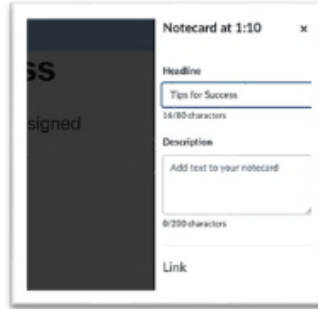 ss
signed
Notecard at 1:10 ×
Headline
Tips for Success
16/80 characters
Description
Add text to your notecard
0/200 characters
Link